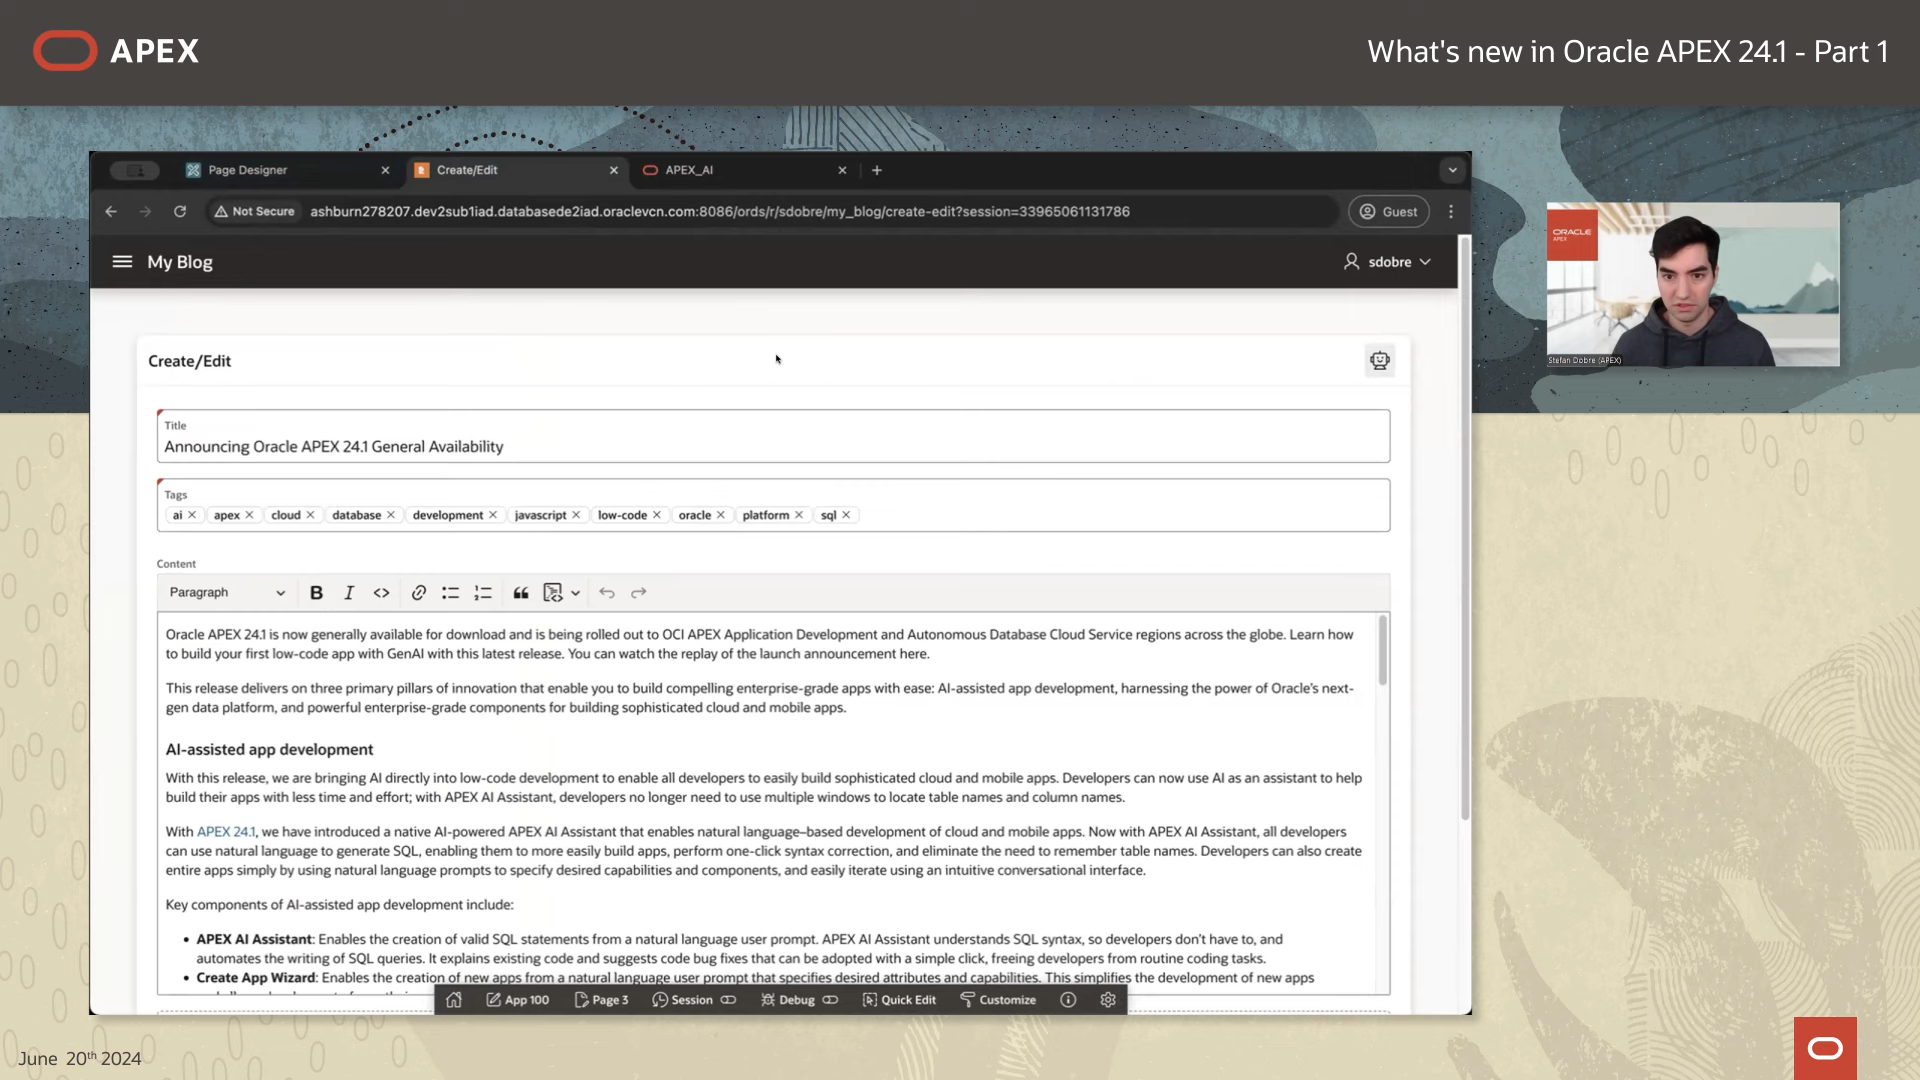 APEX
What's new in Oracle APEX 24.1 - Part 1
Page Designer
Create/Edit
APEX_AI
Not Secure
ashburn278207.dev2sub1iad.databasede2iad.oraclevcn.com:8086/ords/r/sdobre/my_blog/create-edit?session=33965061131786
Guest
My Blog
sdobre
ORACLE
APEX
Stefan Dobre (APEX)
Create/Edit
Title
Announcing Oracle APEX 24.1 General Availability
Tags
ai apex cloud database development javascript low-code oracle platform sql
Content
Paragraph
Oracle APEX 24.1 is now generally available for download and is being rolled out to OCI APEX Application Development and Autonomous Database Cloud Service regions across the globe. Learn how
to build your first low-code app with GenAI with this latest release. You can watch the replay of the launch announcement here.
This release delivers on three primary pillars of innovation that enable you to build compelling enterprise-grade apps with ease: AI-assisted app development, harnessing the power of Oracle's next-
gen data platform, and powerful enterprise-grade components for building sophisticated cloud and mobile apps.
AI-assisted app development
With this release, we are bringing AI directly into low-code development to enable all developers to easily build sophisticated cloud and mobile apps. Developers can now use AI as an assistant to help
build their apps with less time and effort; with APEX AI Assistant, developers no longer need to use multiple windows to locate table names and column names.
With APEX 24.1, we have introduced a native AI-powered APEX AI Assistant that enables natural language–based development of cloud and mobile apps. Now with APEX AI Assistant, all developers
can use natural language to generate SQL, enabling them to more easily build apps, perform one-click syntax correction, and eliminate the need to remember table names. Developers can also create
entire apps simply by using natural language prompts to specify desired capabilities and components, and easily iterate using an intuitive conversational interface.
Key components of AI-assisted app development include:
• APEX AI Assistant: Enables the creation of valid SQL statements from a natural language user prompt. APEX AI Assistant understands SQL syntax, so developers don't have to, and
automates the writing of SQL queries. It explains existing code and suggests code bug fixes that can be adopted with a simple click, freeing developers from routine coding tasks.
• Create App Wizard: Enables the creation of new apps from a natural language user prompt that specifies desired attributes and capabilities. This simplifies the development of new apps
App 100
Page 3
Session
Debug
Quick Edit
Customize
June 20th 2024